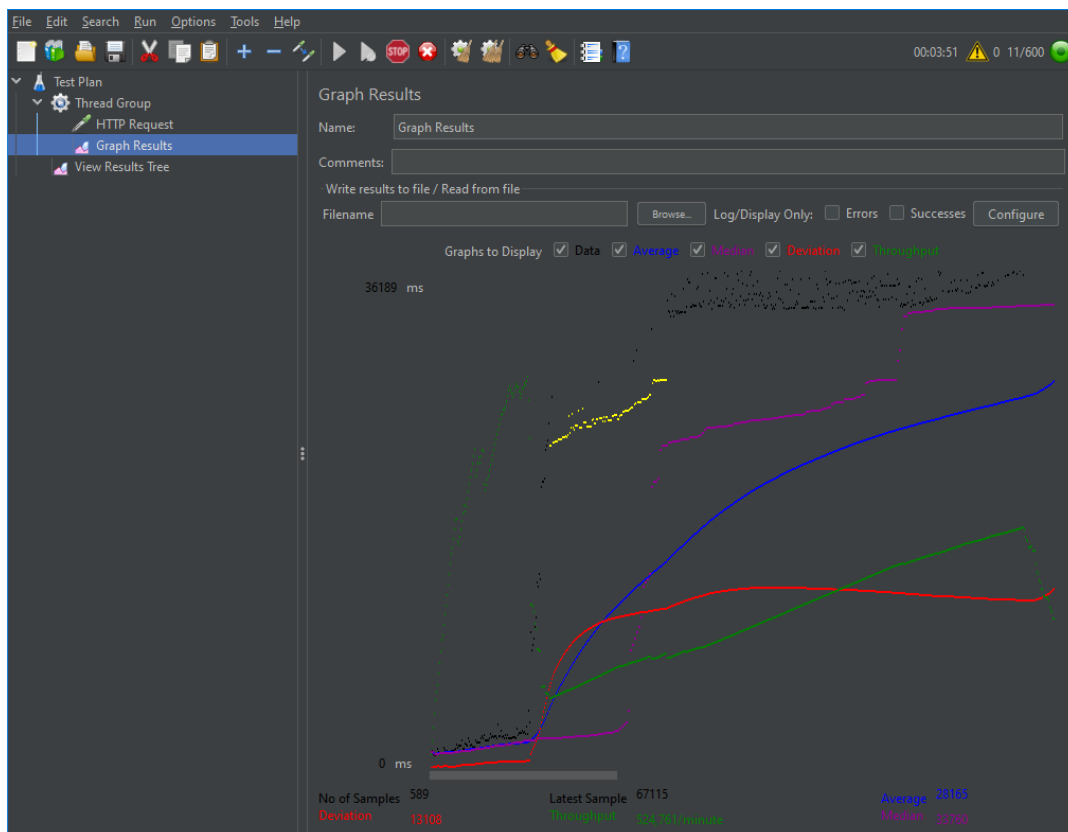 File Edit Search Run Options Tools Help
STOP 00:03:51 0 11/600
Test Plan
Thread Group
HTTP Request
Graph Results
View Results Tree
Graph Results
Name: Graph Results
Comments:
Write results to file / Read from file
Filename Browse... Log/Display Only: Errors Successes Configure
Graphs to Display Data Average Median Deviation Throughput
36189 ms
0 ms
No of Samples 589 Latest Sample 67115 Average 28165
Deviation 13108 Throughput 524,761/minute Median